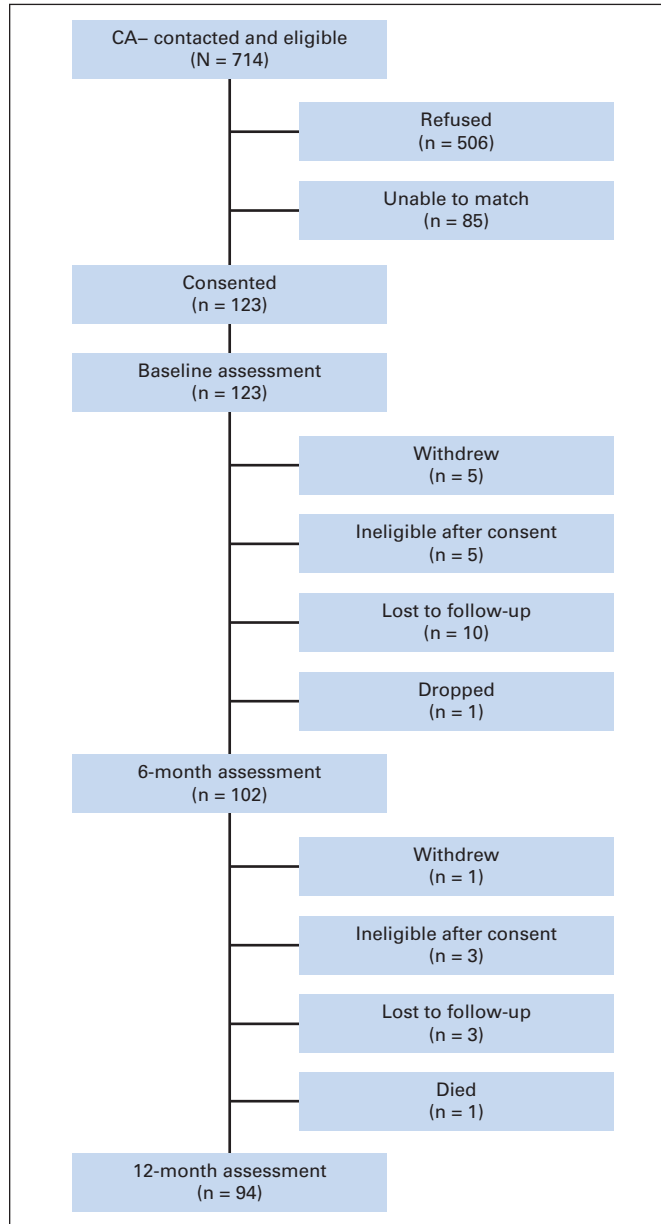 CA– contacted and eligible
(N = 714)
Refused
(n = 506)
Unable to match
(n = 85)
Consented
(n = 123)
Baseline assessment
(n = 123)
Withdrew
(n = 5)
Ineligible after consent
(n = 5)
Lost to follow-up
(n = 10)
Dropped
(n = 1)
6-month assessment
(n = 102)
Withdrew
(n = 1)
Ineligible after consent
(n = 3)
Lost to follow-up
(n = 3)
Died
(n = 1)
12-month assessment
(n = 94)